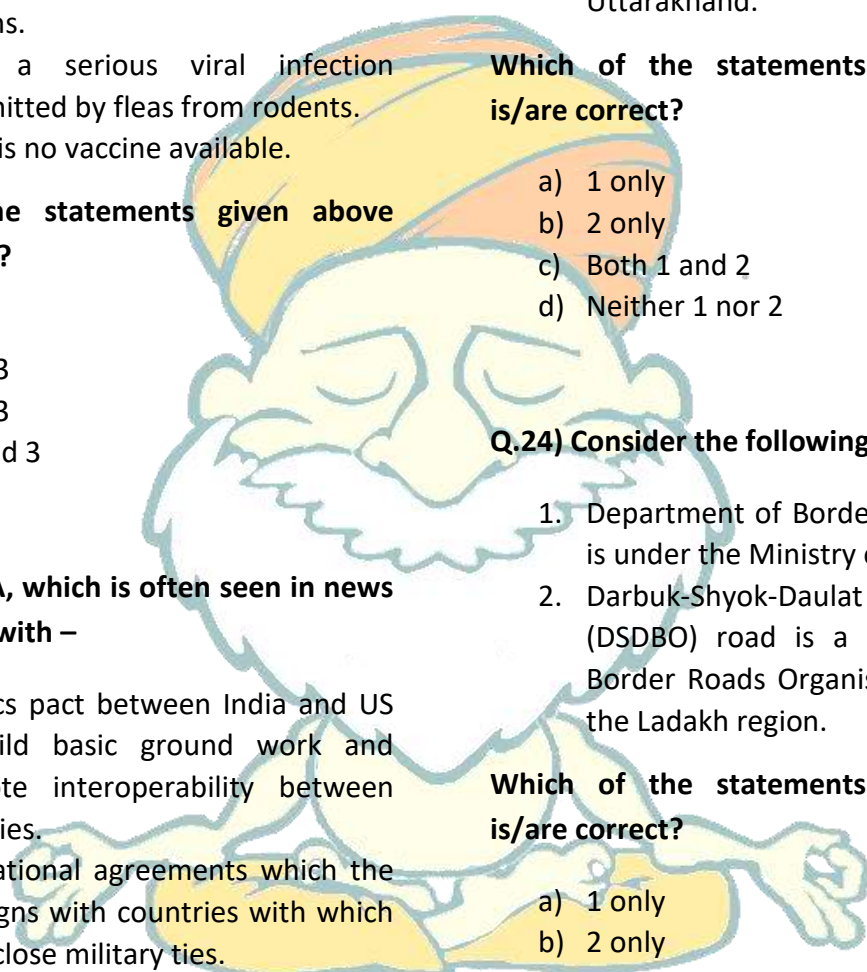 ns.
a serious viral infection
mitted by fleas from rodents.
is no vaccine available.
he statements given above
?
3
3
d 3
A, which is often seen in news
with –
cs pact between India and US
ild basic ground work and
te interoperability between
ies.
ational agreements which the
igns with countries with which
close military ties.
Uttarakhand.
Which of the statements
is/are correct?
a) 1 only
b) 2 only
c) Both 1 and 2
d) Neither 1 nor 2
Q.24) Consider the following
1. Department of Borde
is under the Ministry
2. Darbuk-Shyok-Daulat
(DSDBO) road is a
Border Roads Organis
the Ladakh region.
Which of the statements
is/are correct?
a) 1 only
b) 2 only